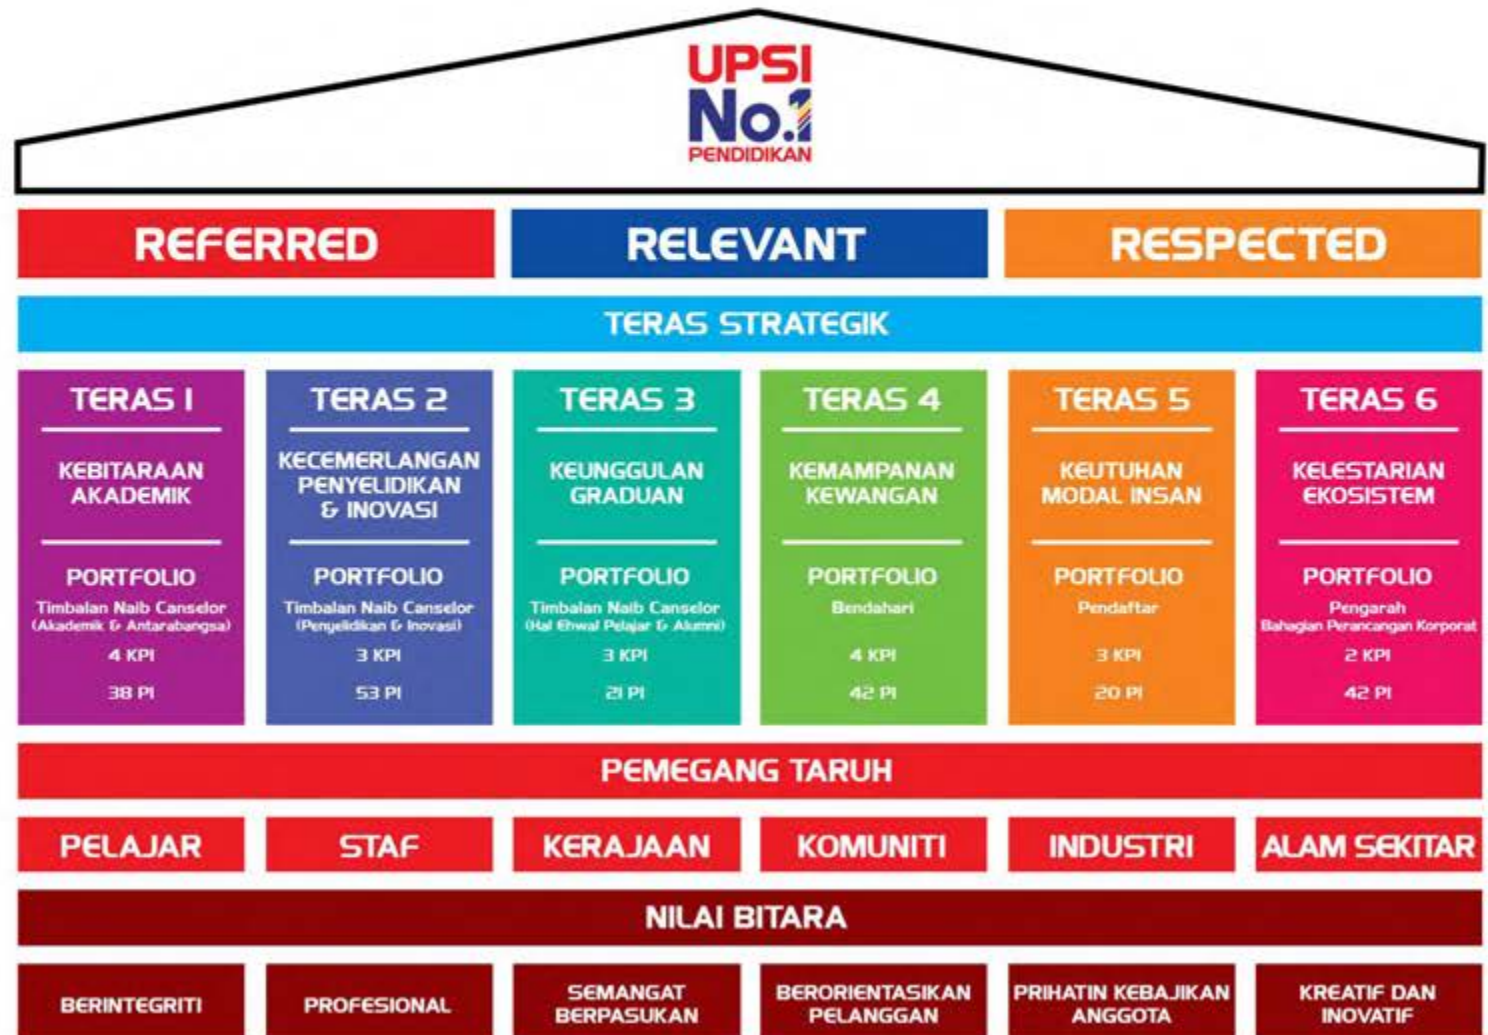 UPSI
No.1
PENDIDIKAN
REFERRED
RELEVANT
RESPECTED
TERAS STRATEGIK
TERAS 1
KEBITARAAN
AKADEMIK
PORTFOLIO
Timbalan Naib Canselor
(Akademik & Antarabangsa)
4 KPI
38 PI
TERAS 2
KECEMERLANGAN
PENYELIDIKAN
& INOVASI
PORTFOLIO
Timbalan Naib Canselor
(Penyelidikan & Inovasi)
3 KPI
53 PI
TERAS 3
KEUNGGULAN
GRADUAN
PORTFOLIO
Timbalan Naib Canselor
(Hal Ehwal Pelajar & Alumni)
3 KPI
21 PI
TERAS 4
KEMAMPANAN
KEWANGAN
PORTFOLIO
Bendahari
4 KPI
42 PI
TERAS 5
KEUTUHAN
MODAL INSAN
PORTFOLIO
Pendaftar
3 KPI
20 PI
TERAS 6
KELESTARIAN
EKOSISTEM
PORTFOLIO
Pengarah
Bahagian Perancangan Korporat
2 KPI
42 PI
PEMEGANG TARUH
PELAJAR
STAF
KERAJAAN
KOMUNITI
INDUSTRI
ALAM SEKITAR
NILAI BITARA
BERINTEGRITI
PROFESIONAL
SEMANGAT
BERPASUKAN
BERORIENTASIKAN
PELANGGAN
PRIHATIN KEBAJIKAN
ANGGOTA
KREATIF DAN
INOVATIF